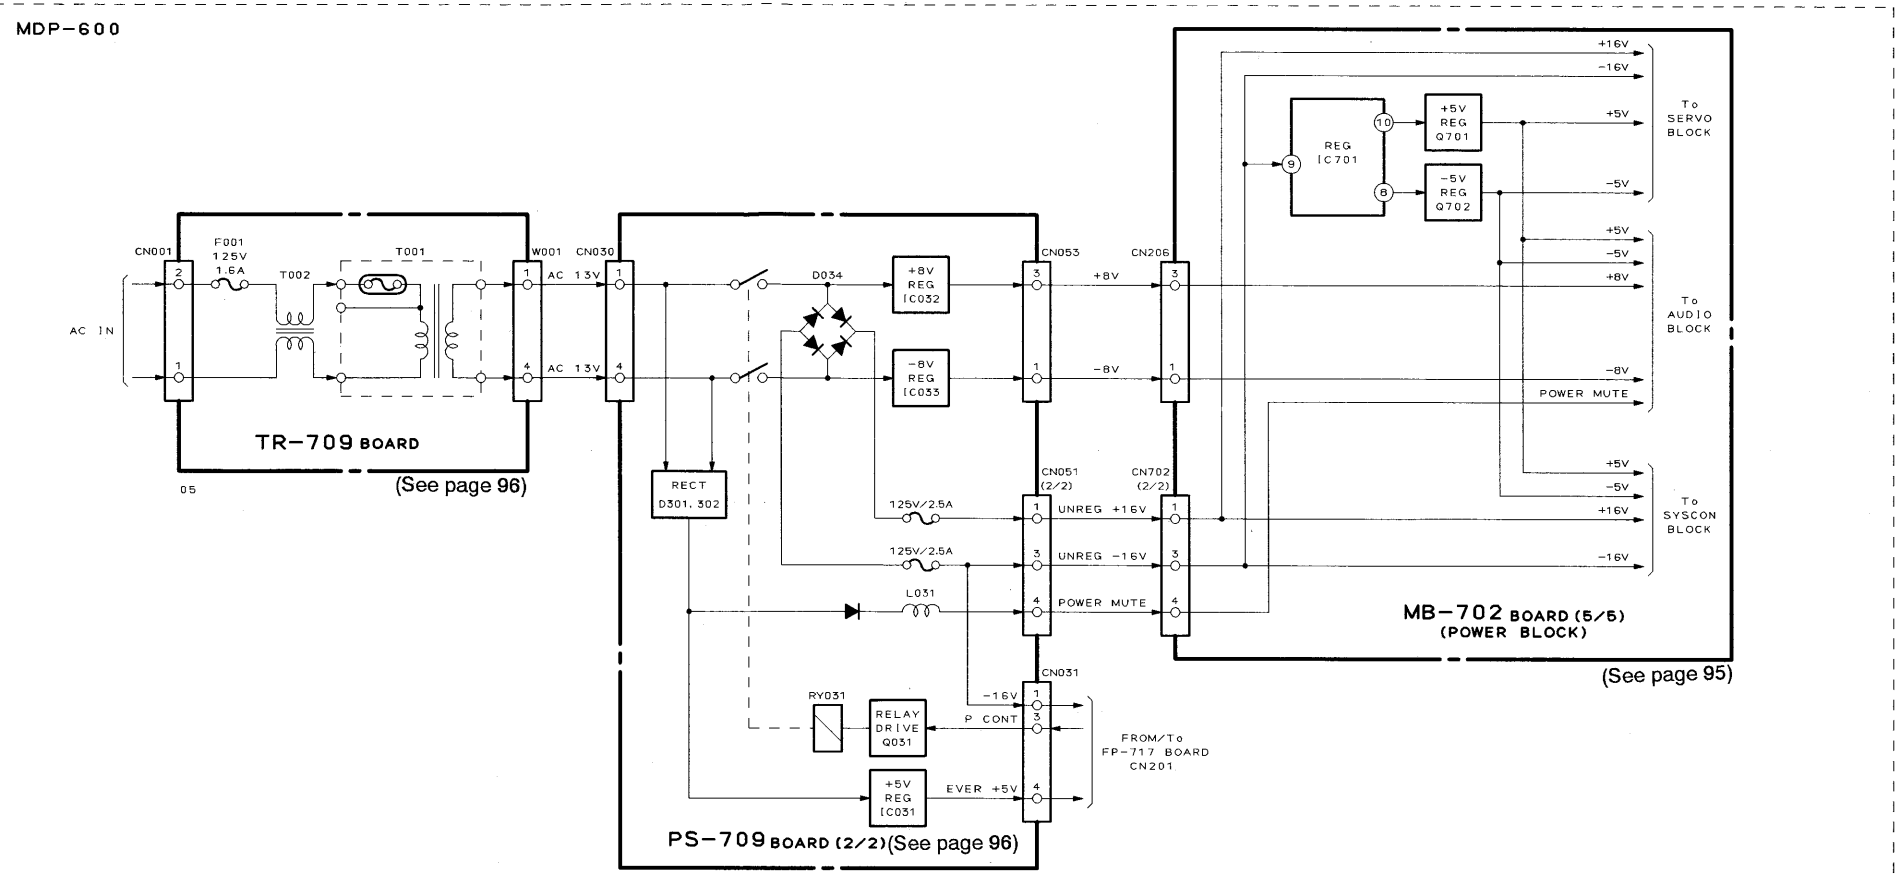 MDP-600
AC IN
CN001
2
1
F001
125V
1.6A
T002
T001
W001
1
4
AC 13V
AC 13V
TR-709 BOARD
05
(See page 96)
CN030
1
4
D034
+8V
REG
IC032
-8V
REG
IC033
RECT
D301, 302
125V/2.5A
125V/2.5A
L031
RY031
RELAY
DRIVE
Q031
+5V
REG
IC031
-16V
P CONT
EVER +5V
PS-709 BOARD (2/2) (See page 96)
CN053
3
1
+8V
-8V
CN051
(2/2)
1
3
4
UNREG +16V
UNREG -16V
POWER MUTE
CN031
1
3
4
FROM/To
FP-717 BOARD
CN201
CN206
3
1
CN702
(2/2)
1
3
4
REG
IC701
9
10
8
+5V
REG
Q701
-5V
REG
Q702
+16V
-16V
+5V
-5V
To
SERVO
BLOCK
+5V
-5V
+8V
-8V
POWER MUTE
To
AUDIO
BLOCK
+5V
-5V
+16V
-16V
To
SYSCON
BLOCK
MB-702 BOARD (5/5)
(POWER BLOCK)
(See page 95)